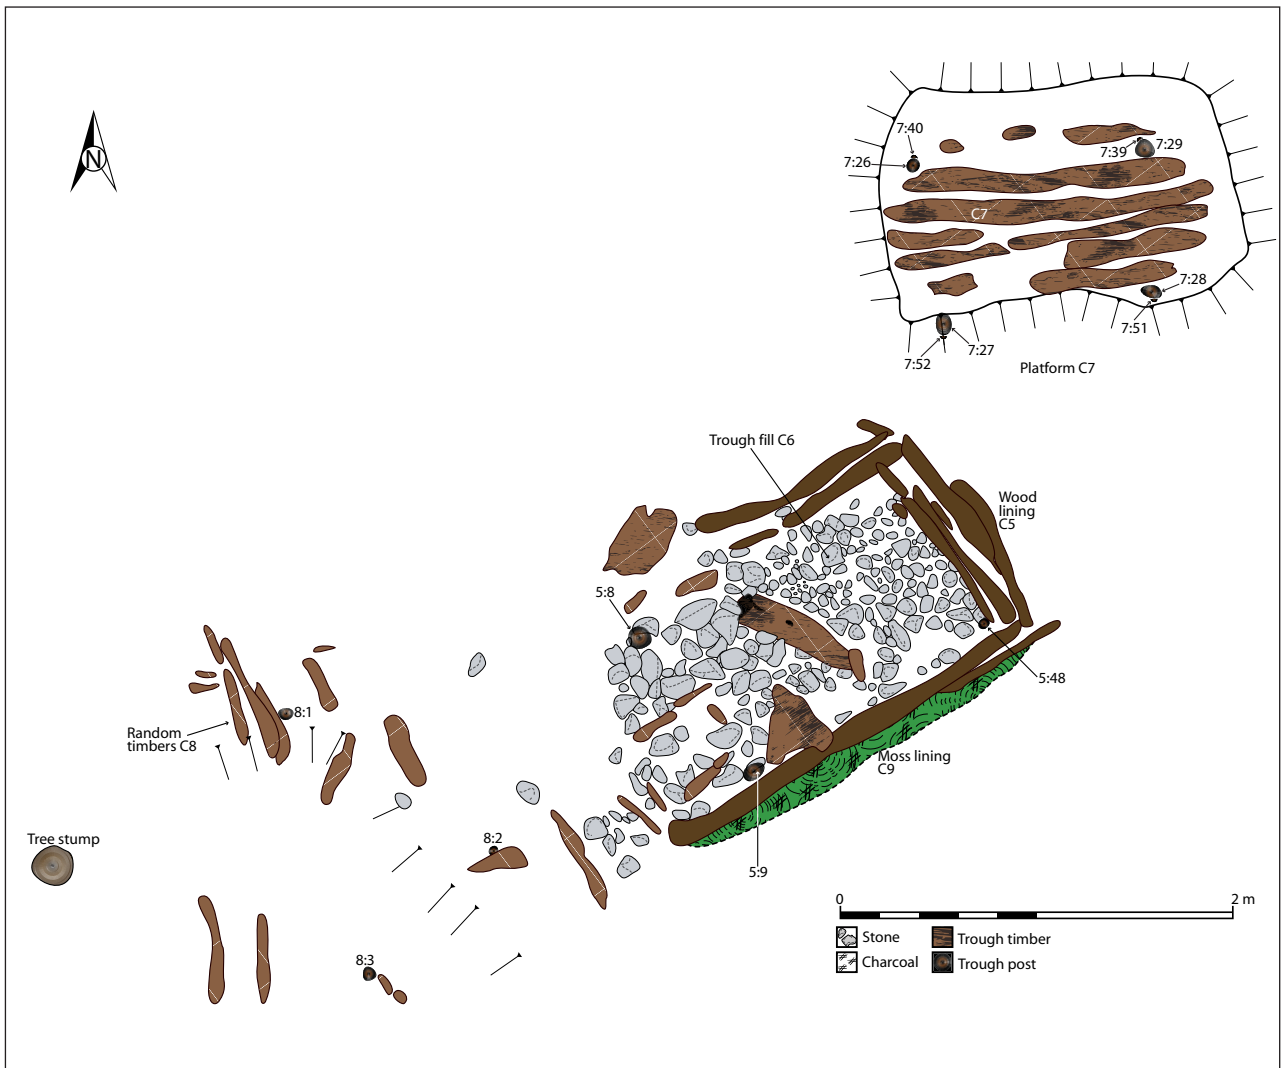 N
7:40
7:26
7:39
7:29
C7
7:28
7:51
7:27
7:52
Platform C7
Trough fill C6
Wood
lining
C5
5:8
5:48
8:1
Random
timbers C8
Moss lining
C9
Tree stump
8:2
5:9
8:3
0
2 m
Stone
Trough timber
Charcoal
Trough post